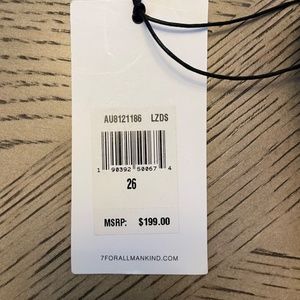 AU8121186 LZDS
1 90392 50067 4
26
MSRP: $199.00
7FORALLMANKIND.COM